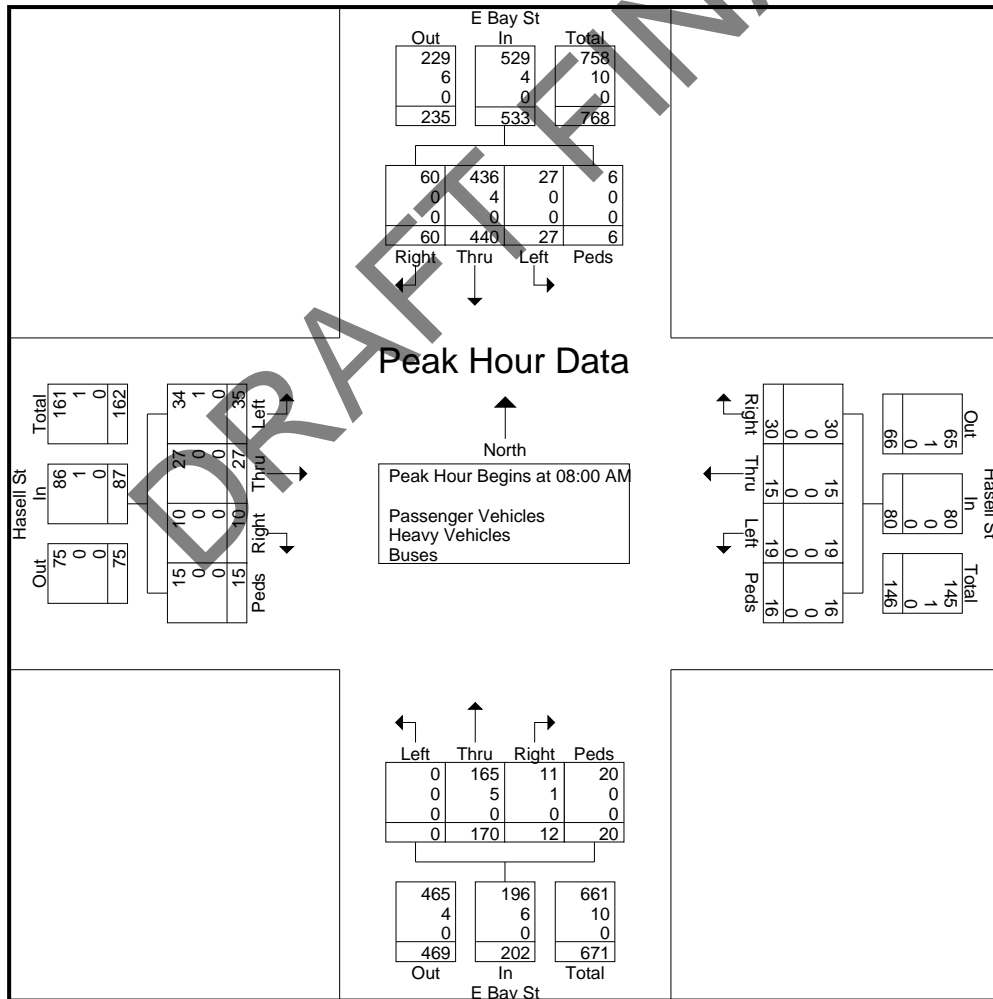 E Bay St
Out In Total
229 529 758
6 4 10
0 0 0
235 533 768
60 436 27 6
0 4 0 0
0 0 0 0
60 440 27 6
Right Thru Left Peds
Peak Hour Data
North
Peak Hour Begins at 08:00 AM
Passenger Vehicles
Heavy Vehicles
Buses
Hasell St
Out In Total
75 86 161
0 1 1
0 0 0
75 87 162
Peds Right Thru Left
15 10 27 34
0 0 0 1
0 0 0 0
15 10 27 35
Hasell St
Out In Total
65 80 145
1 0 1
0 0 0
66 80 146
30 15 19 16
0 0 0 0
0 0 0 0
30 15 19 16
Right Thru Left Peds
Left Thru Right Peds
0 165 11 20
0 5 1 0
0 0 0 0
0 170 12 20
465 196 661
4 6 10
0 0 0
469 202 671
Out In Total
E Bay St
DRAFT FINA